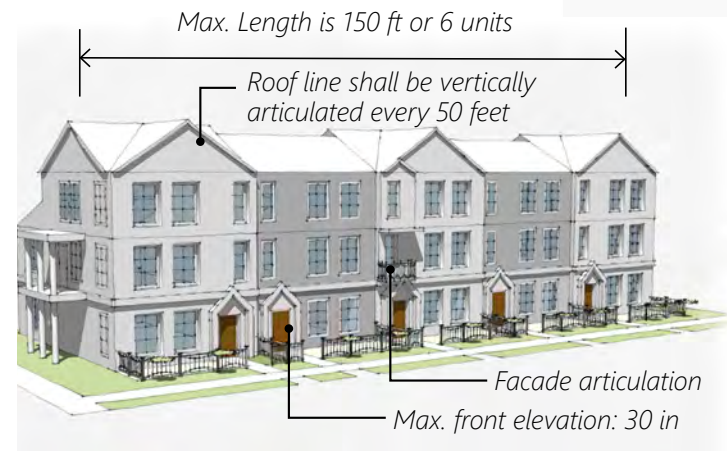 Max. Length is 150 ft or 6 units
Roof line shall be vertically
articulated every 50 feet
Facade articulation
Max. front elevation: 30 in